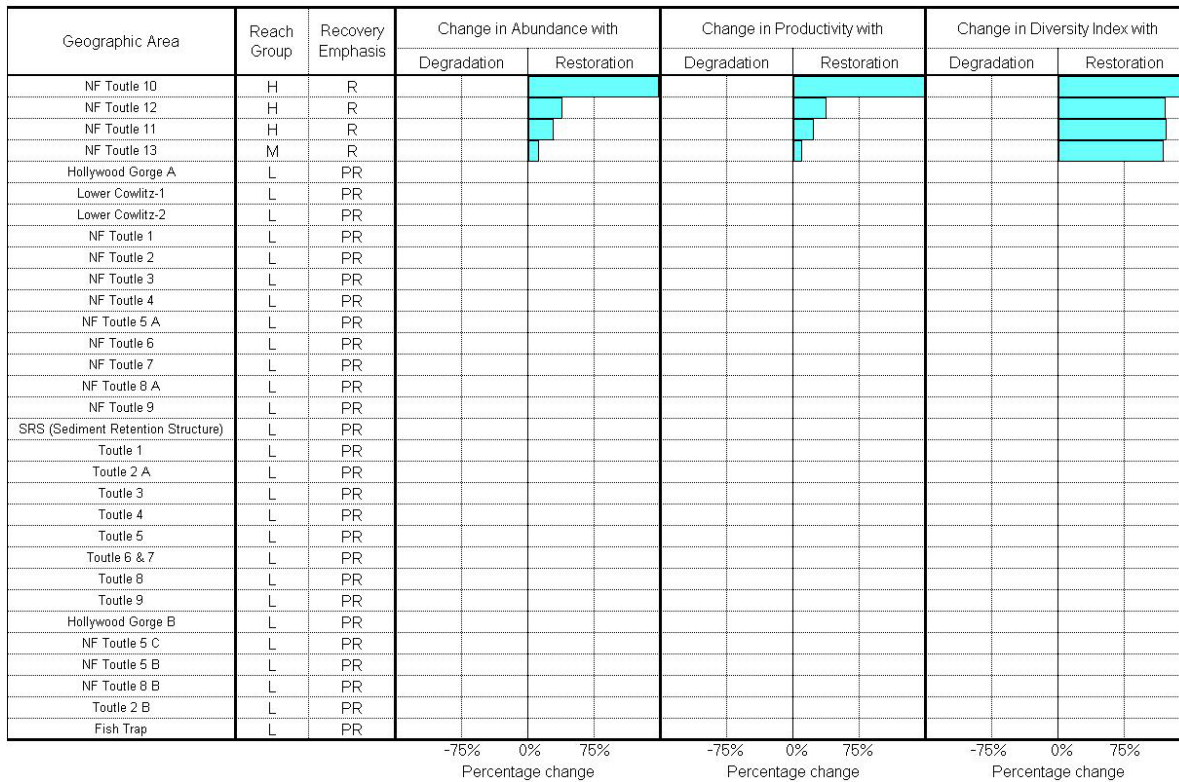 Geographic Area Reach Group Recovery Emphasis Change in Abundance with Change in Productivity with Change in Diversity Index with
Degradation Restoration Degradation Restoration Degradation Restoration
NF Toutle 10 H R
NF Toutle 12 H R
NF Toutle 11 H R
NF Toutle 13 M R
Hollywood Gorge A L PR
Lower Cowlitz-1 L PR
Lower Cowlitz-2 L PR
NF Toutle 1 L PR
NF Toutle 2 L PR
NF Toutle 3 L PR
NF Toutle 4 L PR
NF Toutle 5 A L PR
NF Toutle 6 L PR
NF Toutle 7 L PR
NF Toutle 8 A L PR
NF Toutle 9 L PR
SRS (Sediment Retention Structure) L PR
Toutle 1 L PR
Toutle 2 A L PR
Toutle 3 L PR
Toutle 4 L PR
Toutle 5 L PR
Toutle 6 & 7 L PR
Toutle 8 L PR
Toutle 9 L PR
Hollywood Gorge B L PR
NF Toutle 5 C L PR
NF Toutle 5 B L PR
NF Toutle 8 B L PR
Toutle 2 B L PR
Fish Trap L PR
-75% 0% 75% -75% 0% 75% -75% 0% 75%
Percentage change Percentage change Percentage change